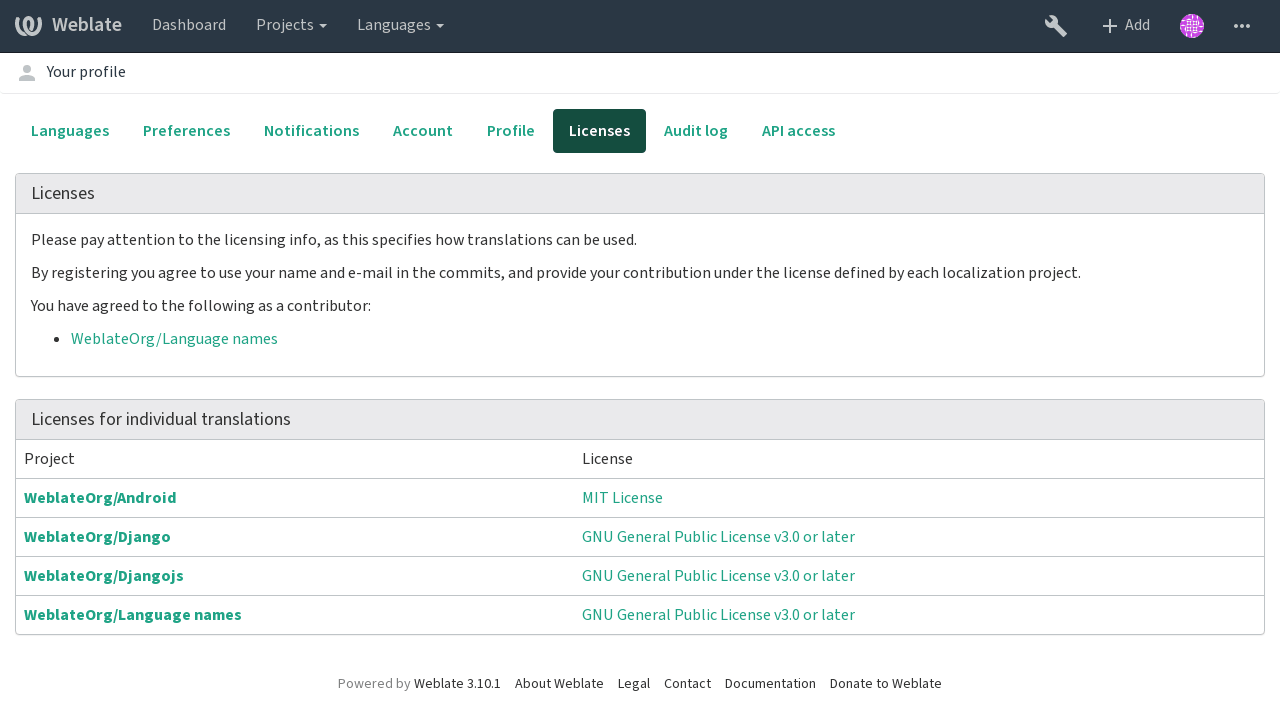 Weblate Dashboard Projects Languages Add
Your profile
Languages Preferences Notifications Account Profile Licenses Audit log API access
Licenses
Please pay attention to the licensing info, as this specifies how translations can be used.
By registering you agree to use your name and e-mail in the commits, and provide your contribution under the license defined by each localization project.
You have agreed to the following as a contributor:
WeblateOrg/Language names
Licenses for individual translations
Project License
WeblateOrg/Android MIT License
WeblateOrg/Django GNU General Public License v3.0 or later
WeblateOrg/Djangojs GNU General Public License v3.0 or later
WeblateOrg/Language names GNU General Public License v3.0 or later
Powered by Weblate 3.10.1 About Weblate Legal Contact Documentation Donate to Weblate